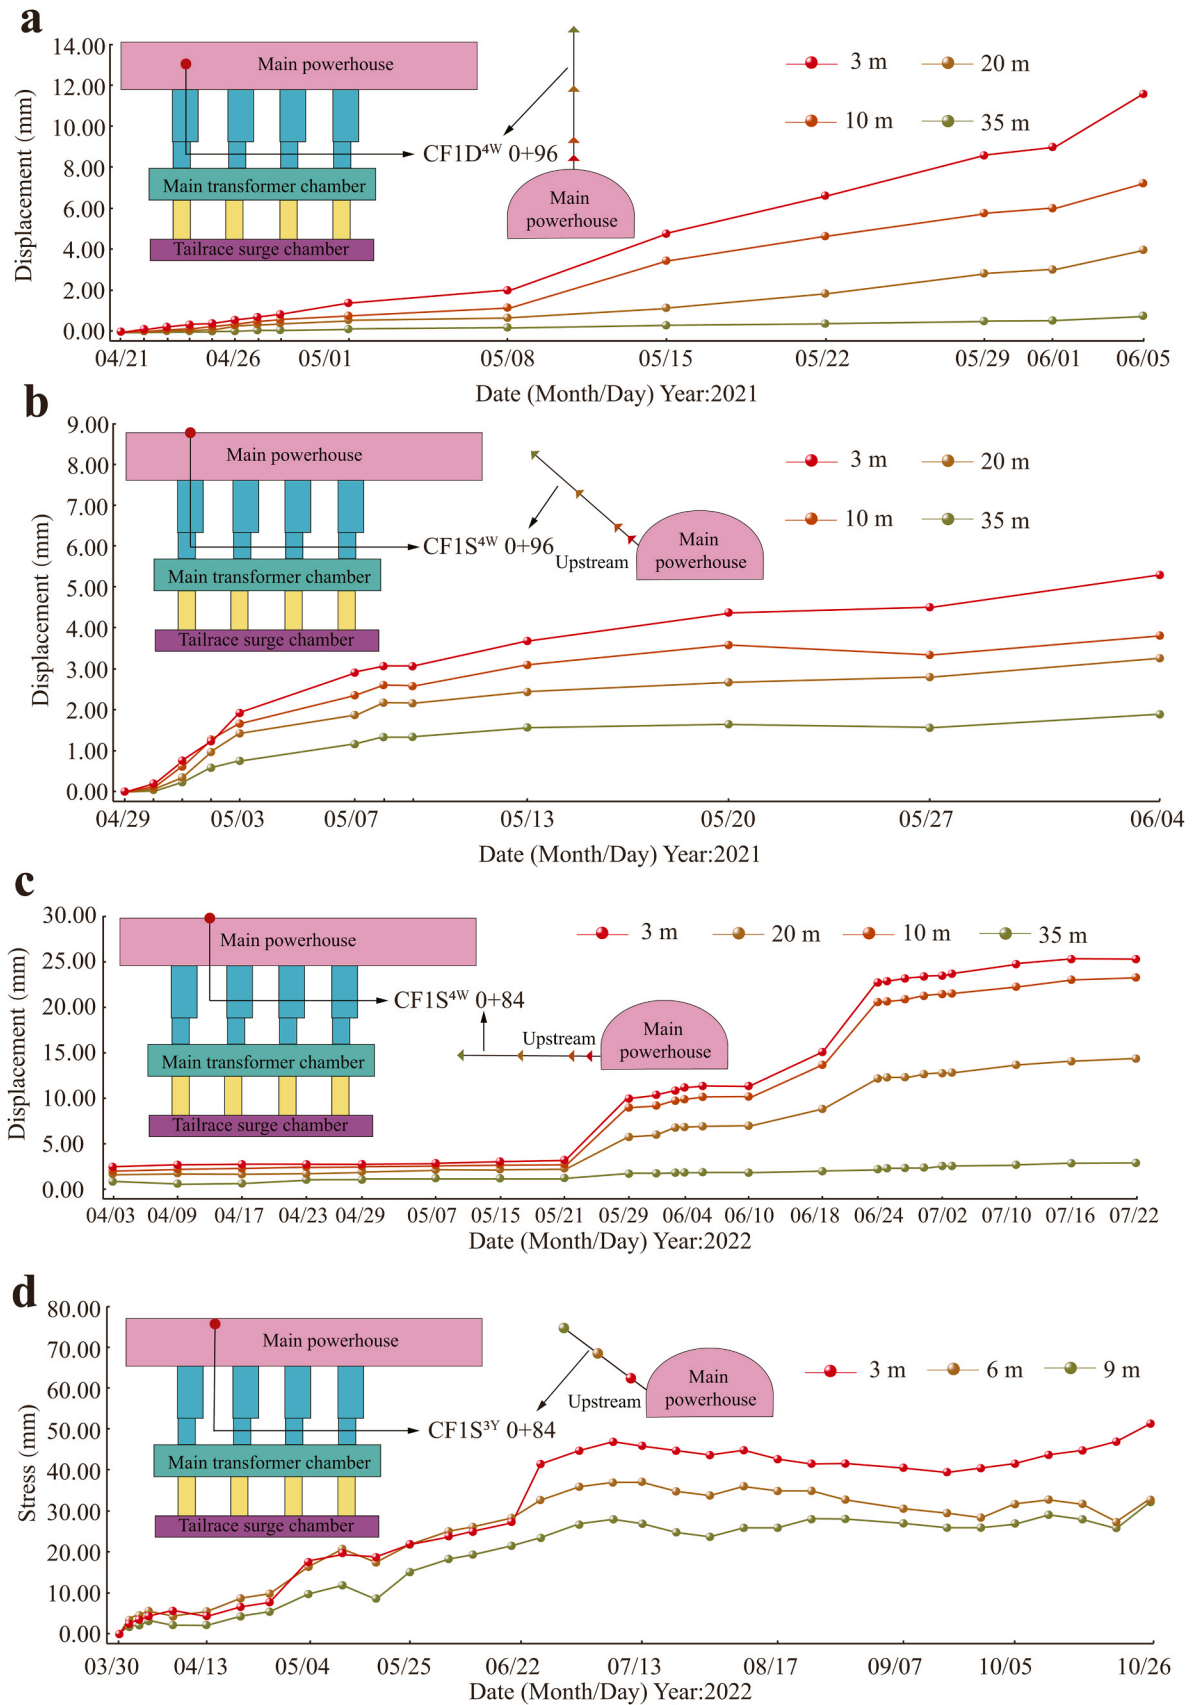 a
14.00
12.00
10.00
8.00
6.00
4.00
2.00
0.00
Displacement (mm)
Main powerhouse
Main transformer chamber
Tailrace surge chamber
CF1D4W 0+96
Main
powerhouse
3 m
20 m
10 m
35 m
04/21 04/26 05/01 05/08 05/15 05/22 05/29 06/01 06/05
Date (Month/Day) Year:2021
b
9.00
8.00
7.00
6.00
5.00
4.00
3.00
2.00
1.00
0.00
Displacement (mm)
Main powerhouse
Main transformer chamber
Tailrace surge chamber
CF1S4W 0+96
Upstream
Main
powerhouse
3 m
20 m
10 m
35 m
04/29 05/03 05/07 05/13 05/20 05/27 06/04
Date (Month/Day) Year:2021
c
30.00
25.00
20.00
15.00
10.00
5.00
0.00
Displacement (mm)
Main powerhouse
Main transformer chamber
Tailrace surge chamber
CF1S4W 0+84
Upstream
Main
powerhouse
3 m
20 m
10 m
35 m
04/03 04/09 04/17 04/23 04/29 05/07 05/15 05/21 05/29 06/04 06/10 06/18 06/24 07/02 07/10 07/16 07/22
Date (Month/Day) Year:2022
d
80.00
70.00
60.00
50.00
40.00
30.00
20.00
10.00
0.00
Stress (mm)
Main powerhouse
Main transformer chamber
Tailrace surge chamber
CF1S3Y 0+84
Upstream
Main
powerhouse
3 m
6 m
9 m
03/30 04/13 05/04 05/25 06/22 07/13 08/17 09/07 10/05 10/26
Date (Month/Day) Year:2022